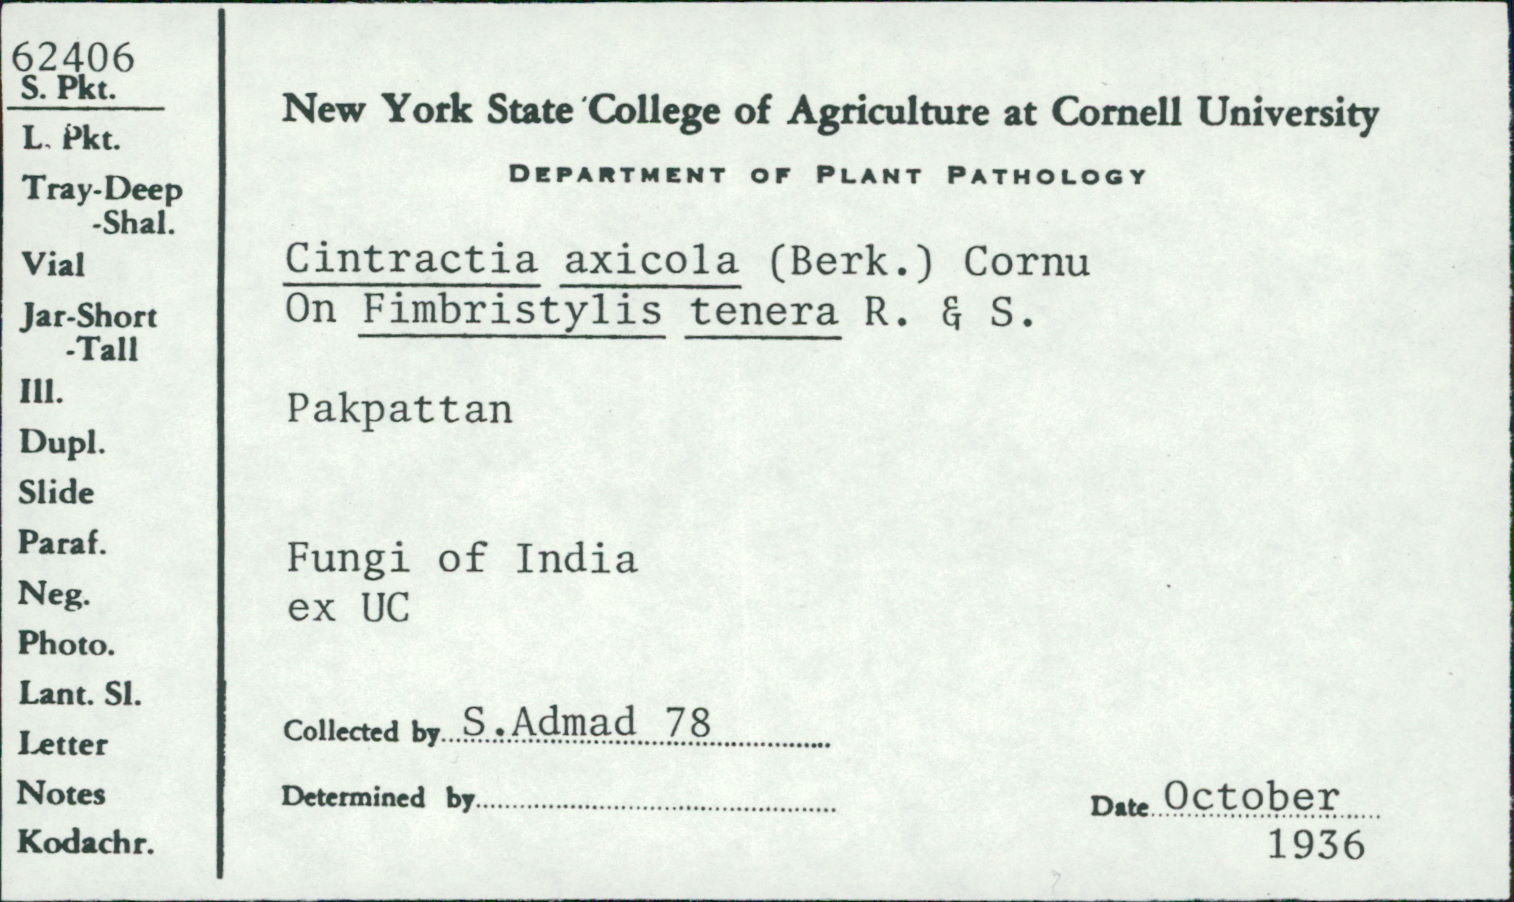 62406
S. Pkt.
L. Pkt.
Tray-Deep
-Shal.
Vial
Jar-Short
-Tall
Ill.
Dupl.
Slide
Paraf.
Neg.
Photo.
Lant. Sl.
Letter
Notes
Kodachr.
New York State College of Agriculture at Cornell University
DEPARTMENT OF PLANT PATHOLOGY
Cintractia axicola (Berk.) Cornu
On Fimbristylis tenera R. & S.
Pakpattan
Fungi of India
ex UC
Collected by S.Admad 78
Determined by
Date October
1936